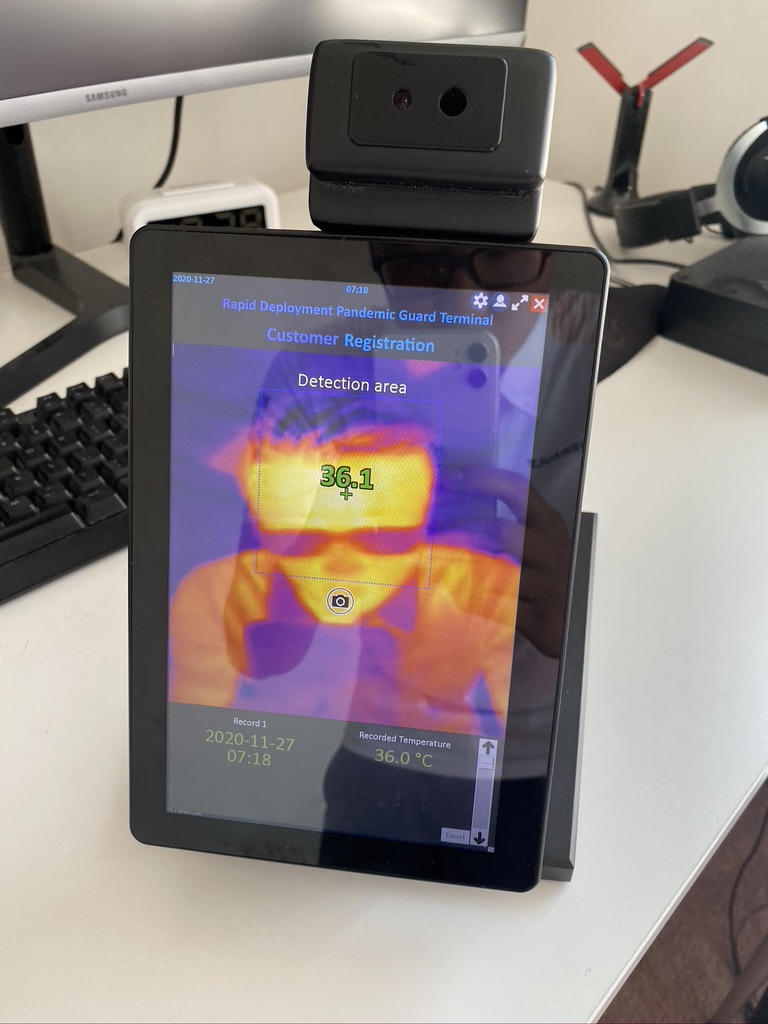 SAMSUNG
2020-11-27
07:18
Rapid Deployment Pandemic Guard Terminal
Customer Registration
Detection area
36.1
Record 1
2020-11-27
07:18
Recorded Temperature
36.0 °C
Export